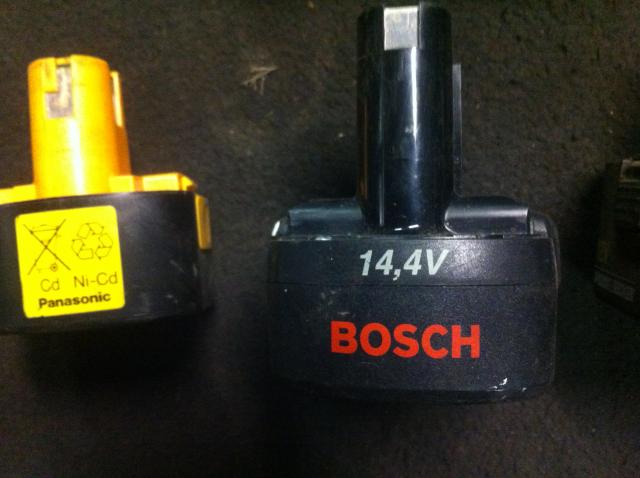 Cd Ni-Cd
Panasonic
14,4V
BOSCH